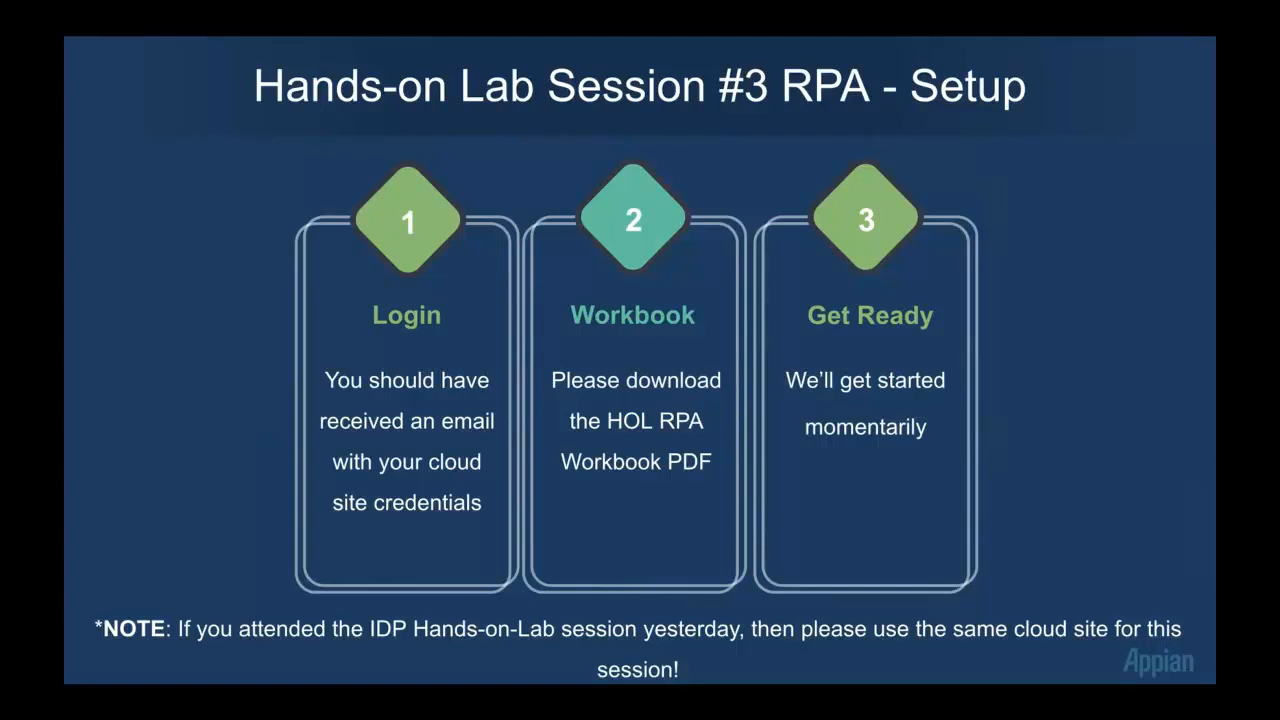 Hands-on Lab Session #3 RPA - Setup
1
Login
You should have
received an email
with your cloud
site credentials
2
Workbook
Please download
the HOL RPA
Workbook PDF
3
Get Ready
We’ll get started
momentarily
*NOTE: If you attended the IDP Hands-on-Lab session yesterday, then please use the same cloud site for this
session!
Appian